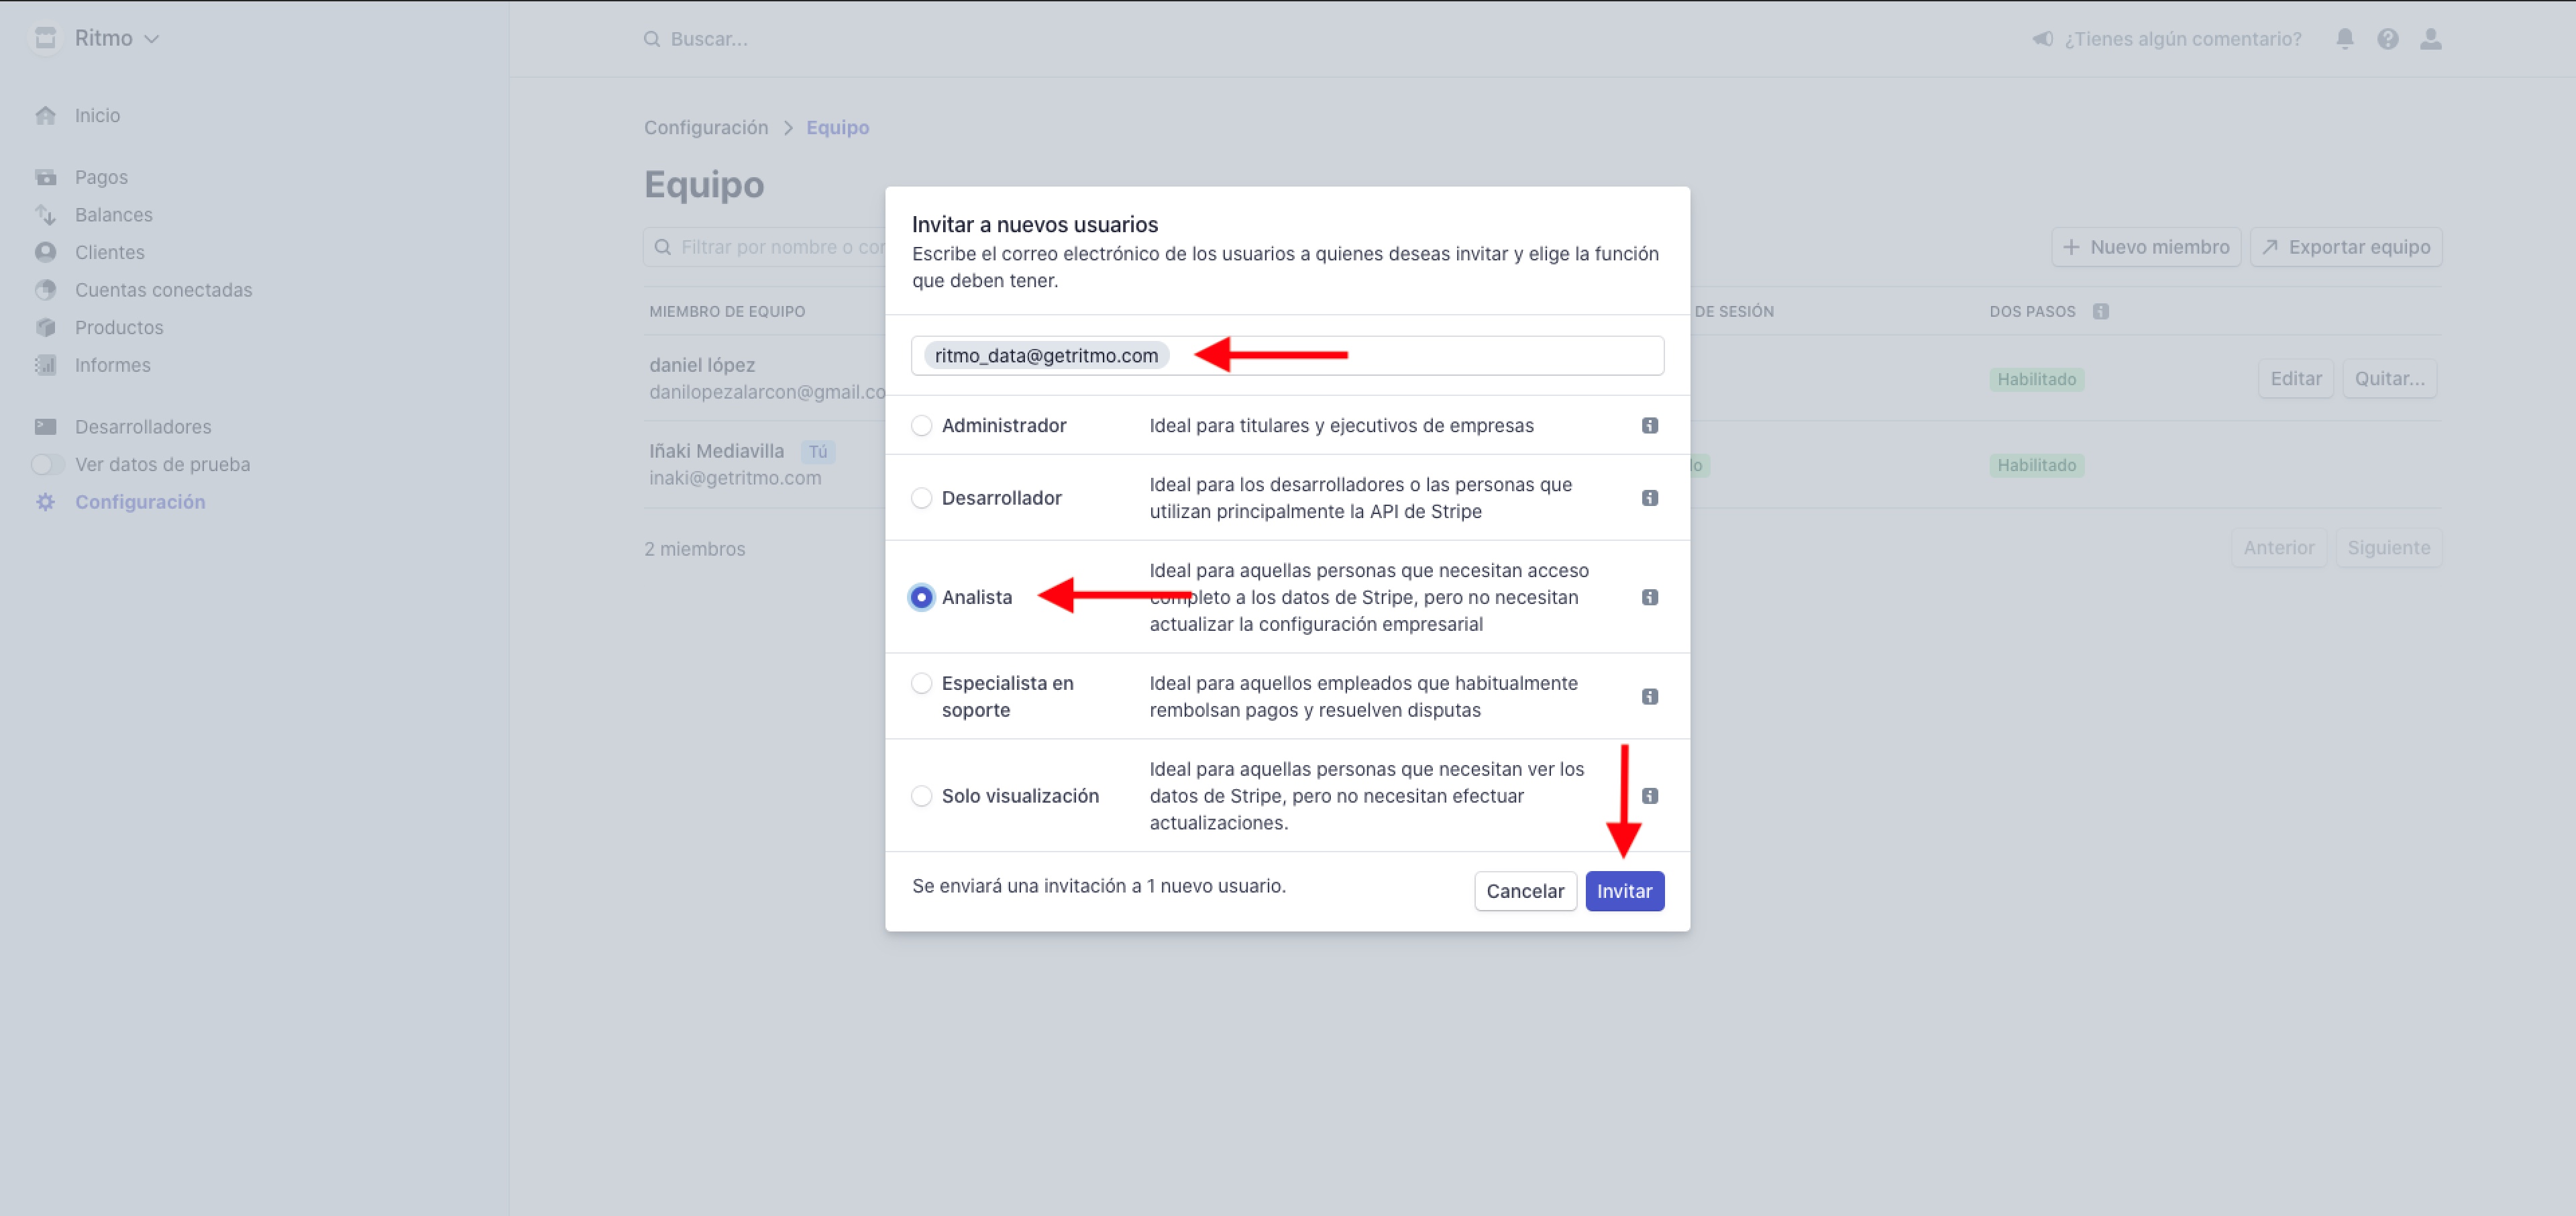 Ritmo
Buscar...
¿Tienes algún comentario?
Inicio
Pagos
Balances
Clientes
Cuentas conectadas
Productos
Informes
Desarrolladores
Ver datos de prueba
Configuración
Configuración > Equipo
Equipo
Filtrar por nombre o cor
Nuevo miembro
Exportar equipo
MIEMBRO DE EQUIPO
DE SESIÓN
DOS PASOS
daniel lópez
danilopezalarcon@gmail.co
Habilitado
Editar
Quitar...
Iñaki Mediavilla Tú
inaki@getritmo.com
lo
Habilitado
2 miembros
Anterior
Siguiente
Invitar a nuevos usuarios
Escribe el correo electrónico de los usuarios a quienes deseas invitar y elige la función
que deben tener.
ritmo_data@getritmo.com
Administrador
Ideal para titulares y ejecutivos de empresas
Desarrollador
Ideal para los desarrolladores o las personas que
utilizan principalmente la API de Stripe
Analista
Ideal para aquellas personas que necesitan acceso
completo a los datos de Stripe, pero no necesitan
actualizar la configuración empresarial
Especialista en
soporte
Ideal para aquellos empleados que habitualmente
rembolsan pagos y resuelven disputas
Solo visualización
Ideal para aquellas personas que necesitan ver los
datos de Stripe, pero no necesitan efectuar
actualizaciones.
Se enviará una invitación a 1 nuevo usuario.
Cancelar
Invitar